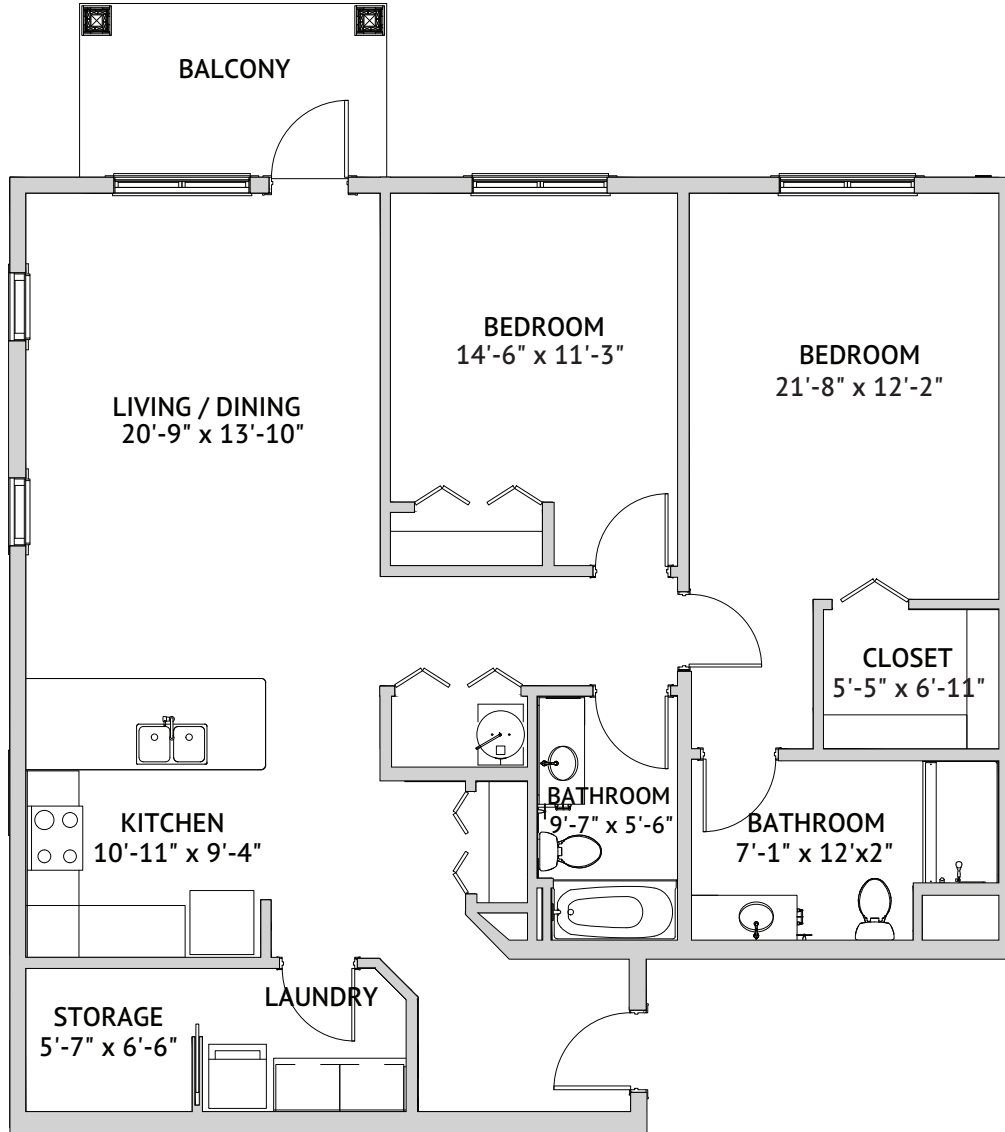 BALCONY
BEDROOM
14'-6" x 11'-3"
BEDROOM
21'-8" x 12'-2"
LIVING / DINING
20'-9" x 13'-10"
CLOSET
5'-5" x 6'-11"
BATHROOM
9'-7" x 5'-6"
KITCHEN
10'-11" x 9'-4"
BATHROOM
7'-1" x 12'x2"
LAUNDRY
STORAGE
5'-7" x 6'-6"